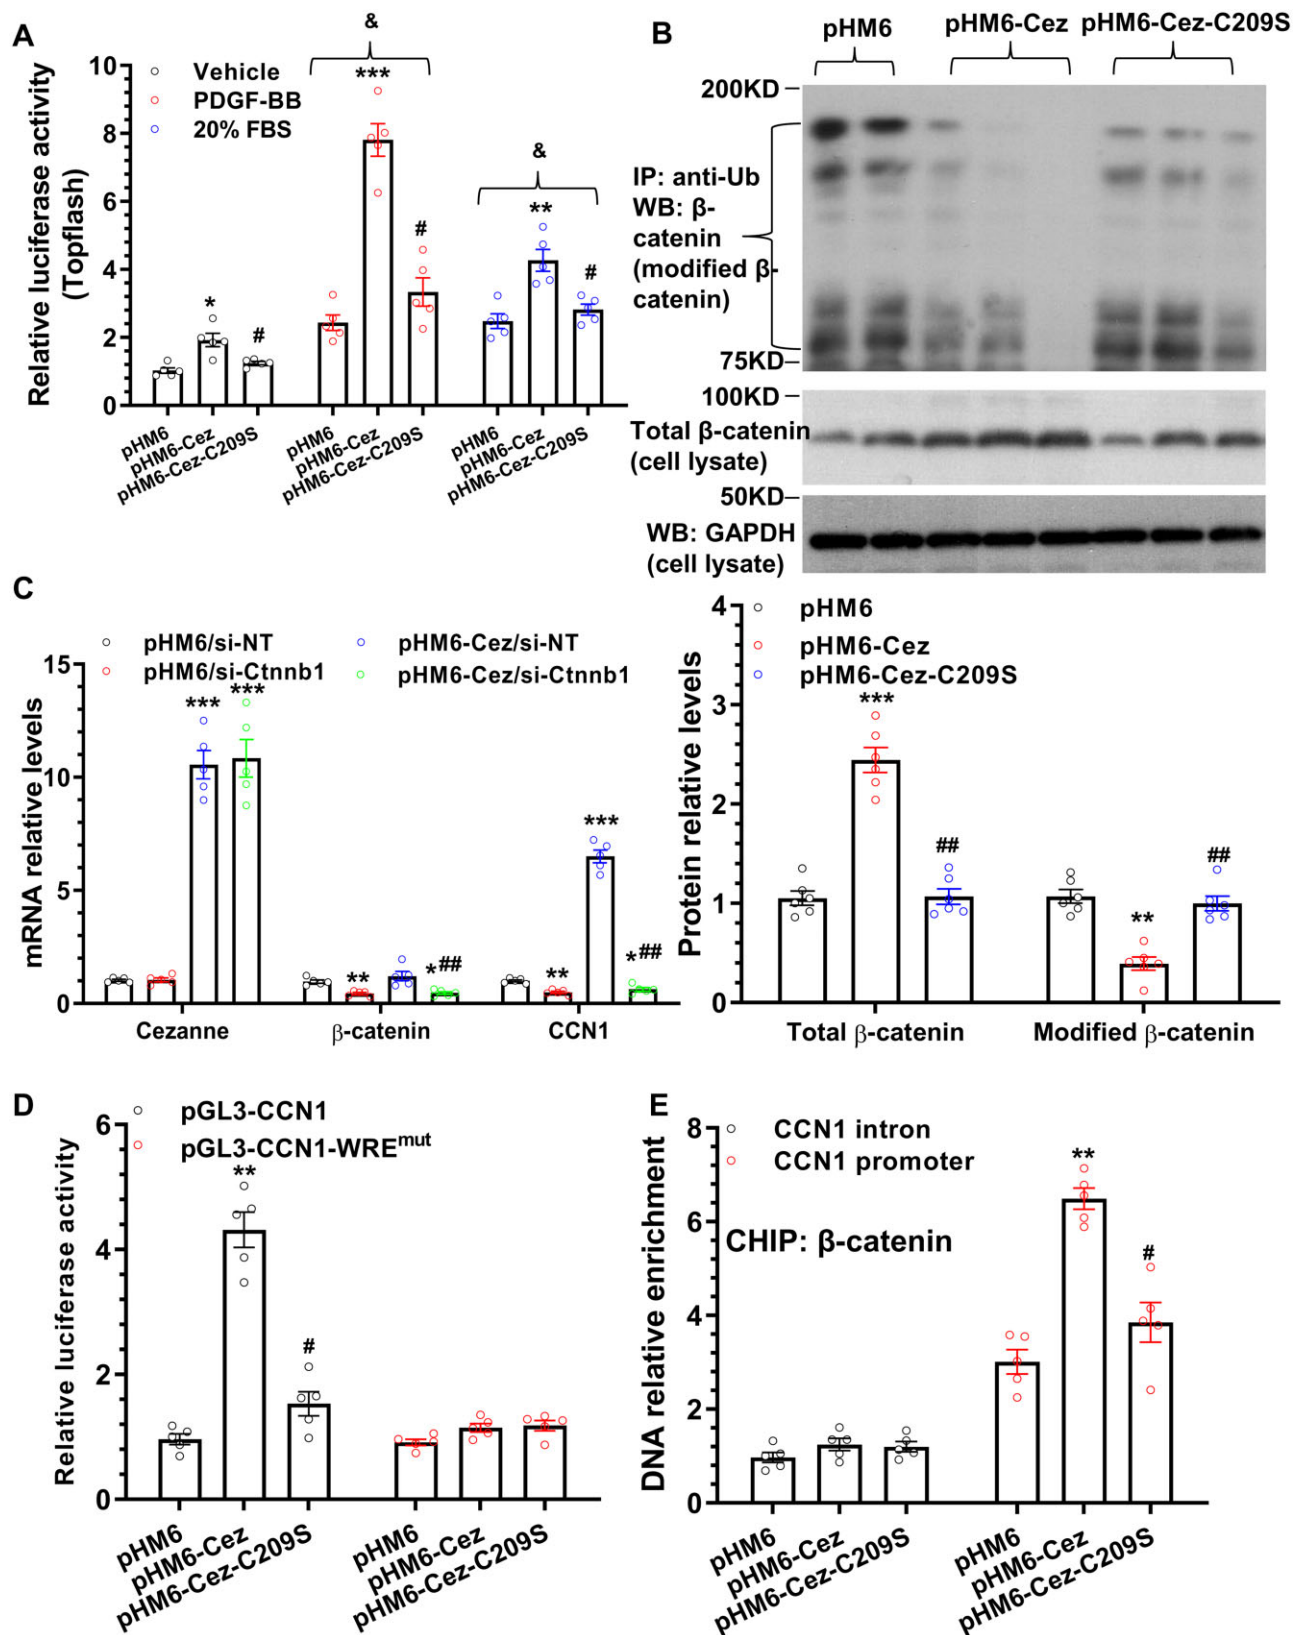 A
&
***
&
**
*
#
#
#
Vehicle
PDGF-BB
20% FBS
Relative luciferase activity
(Topflash)
10
8
6
4
2
0
pHM6
pHM6-Cez
pHM6-Cez-C209S
pHM6
pHM6-Cez
pHM6-Cez-C209S
pHM6
pHM6-Cez
pHM6-Cez-C209S
B
pHM6
pHM6-Cez
pHM6-Cez-C209S
200KD
IP: anti-Ub
WB: β-
catenin
(modified β-
catenin)
75KD
100KD
Total β-catenin
(cell lysate)
50KD
WB: GAPDH
(cell lysate)
pHM6
pHM6-Cez
pHM6-Cez-C209S
Protein relative levels
4
3
2
1
0
***
##
**
##
Total β-catenin
Modified β-catenin
C
pHM6/si-NT
pHM6/si-Ctnnb1
pHM6-Cez/si-NT
pHM6-Cez/si-Ctnnb1
mRNA relative levels
15
10
5
0
***
***
**
*##
**
***
*##
Cezanne
β-catenin
CCN1
D
pGL3-CCN1
pGL3-CCN1-WREmut
Relative luciferase activity
6
4
2
0
**
#
pHM6
pHM6-Cez
pHM6-Cez-C209S
pHM6
pHM6-Cez
pHM6-Cez-C209S
E
CCN1 intron
CCN1 promoter
CHIP: β-catenin
DNA relative enrichment
8
6
4
2
0
**
#
pHM6
pHM6-Cez
pHM6-Cez-C209S
pHM6
pHM6-Cez
pHM6-Cez-C209S